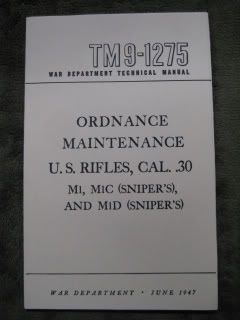 TM 9-1275
WAR DEPARTMENT TECHNICAL MANUAL
ORDNANCE
MAINTENANCE
U. S. RIFLES, CAL. .30
M1, M1C (SNIPER'S),
AND M1D (SNIPER'S)
WAR DEPARTMENT • JUNE 1947